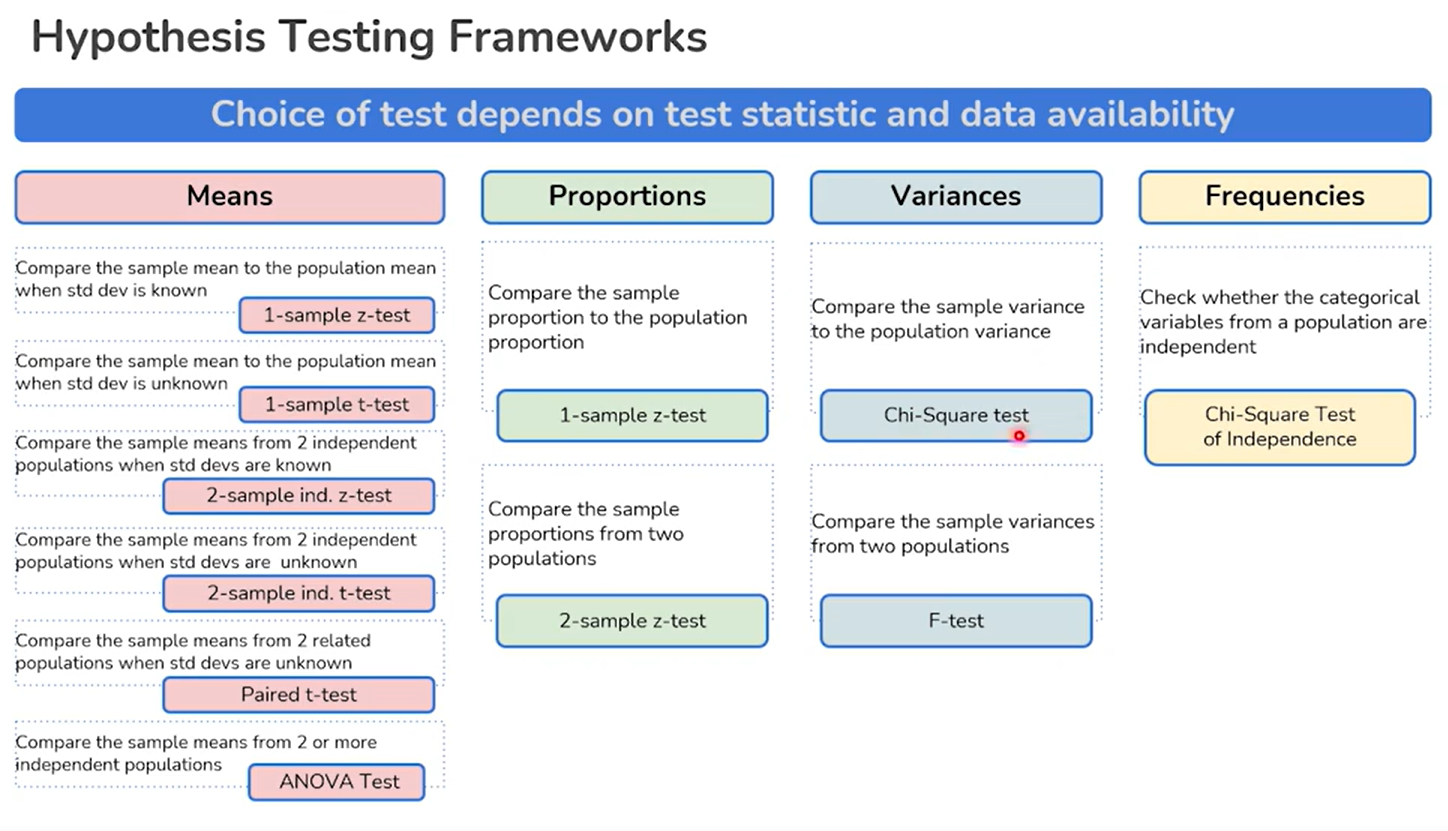 Hypothesis Testing Frameworks
Choice of test depends on test statistic and data availability
Means
Compare the sample mean to the population mean
when std dev is known
1-sample z-test
Compare the sample mean to the population mean
when std dev is unknown
1-sample t-test
Compare the sample means from 2 independent
populations when std devs are known
2-sample ind. z-test
Compare the sample means from 2 independent
populations when std devs are  unknown
2-sample ind. t-test
Compare the sample means from 2 related
populations when std devs are unknown
Paired t-test
Compare the sample means from 2 or more
independent populations
ANOVA Test
Proportions
Compare the sample
proportion to the population
proportion
1-sample z-test
Compare the sample
proportions from two
populations
2-sample z-test
Variances
Compare the sample variance
to the population variance
Chi-Square test
Compare the sample variances
from two populations
F-test
Frequencies
Check whether the categorical
variables from a population are
independent
Chi-Square Test
of Independence